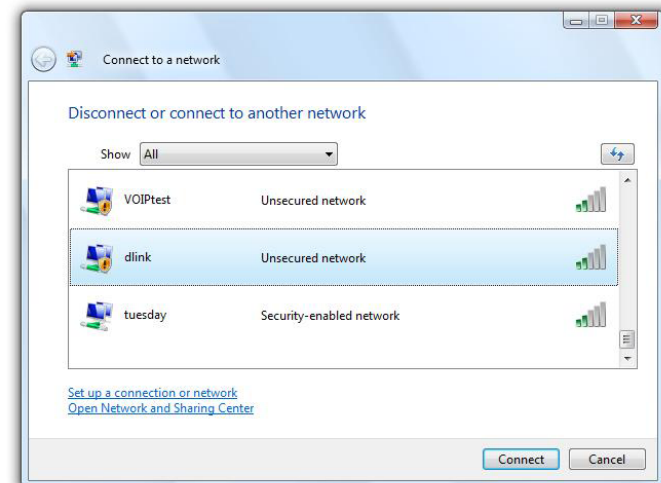 Connect to a network
Disconnect or connect to another network
Show All
VOIPtest Unsecured network
dlink Unsecured network
tuesday Security-enabled network
Set up a connection or network
Open Network and Sharing Center
Connect Cancel